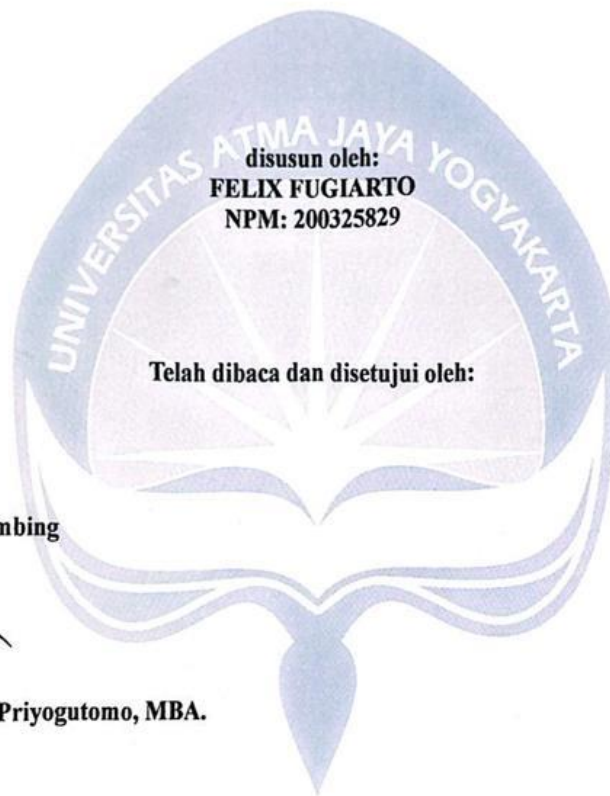 UNIVERSITAS ATMA JAYA YOGYAKARTA
disusun oleh:
FELIX FUGIARTO
NPM: 200325829
Telah dibaca dan disetujui oleh:
mbing
Priyogutomo, MBA.